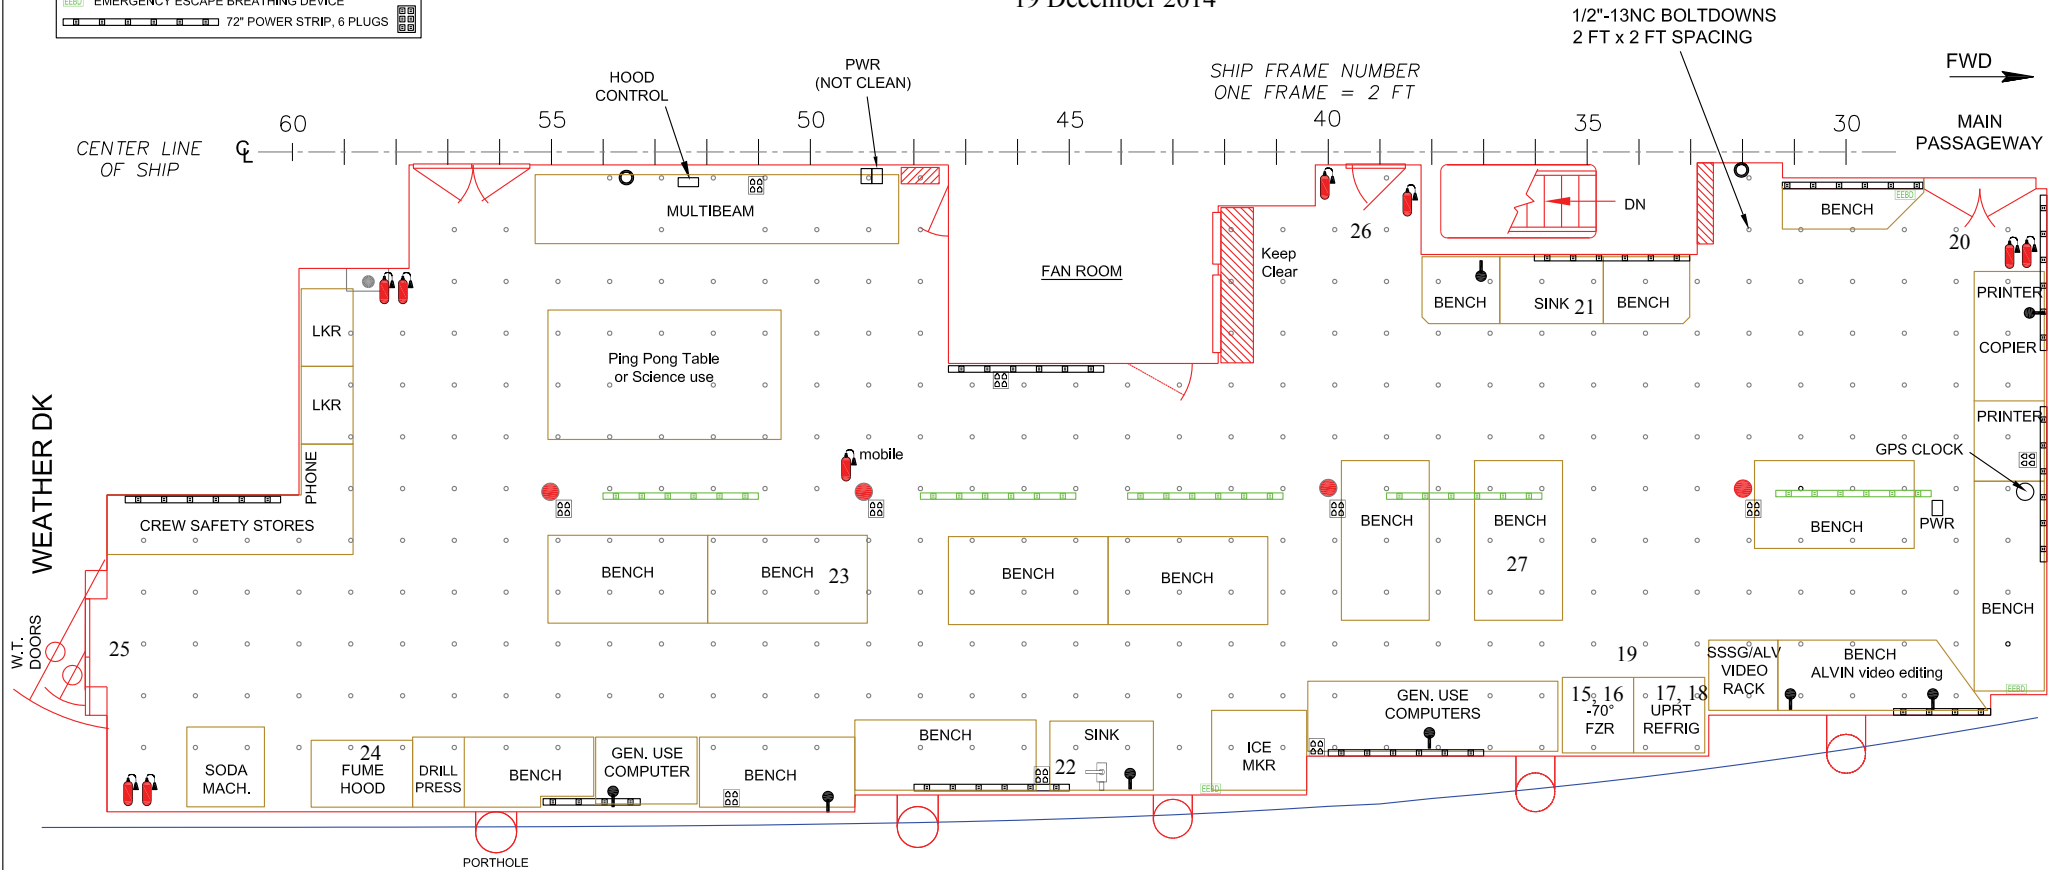 EEBD EMERGENCY ESCAPE BREATHING DEVICE
72" POWER STRIP, 6 PLUGS
19 December 2014
1/2"-13NC BOLTDOWNS
2 FT x 2 FT SPACING
FWD
HOOD
CONTROL
PWR
(NOT CLEAN)
SHIP FRAME NUMBER
ONE FRAME = 2 FT
MAIN
PASSAGEWAY
CENTER LINE
OF SHIP
60
55
50
45
40
35
30
MULTIBEAM
FAN ROOM
Keep
Clear
26
DN
BENCH
EEBD
20
BENCH
SINK
21
BENCH
PRINTER
COPIER
PRINTER
GPS CLOCK
LKR
LKR
PHONE
Ping Pong Table
or Science use
mobile
WEATHER DK
CREW SAFETY STORES
BENCH
BENCH
23
BENCH
BENCH
BENCH
BENCH
27
BENCH
PWR
BENCH
W.T.
DOORS
25
19
SSSG/ALV
VIDEO
RACK
BENCH
ALVIN video editing
EEBD
SODA
MACH.
24
FUME
HOOD
DRILL
PRESS
BENCH
GEN. USE
COMPUTER
BENCH
BENCH
22
SINK
EEBD
ICE
MKR
GEN. USE
COMPUTERS
15, 16
-70°
FZR
17, 18
UPRT
REFRIG
PORTHOLE